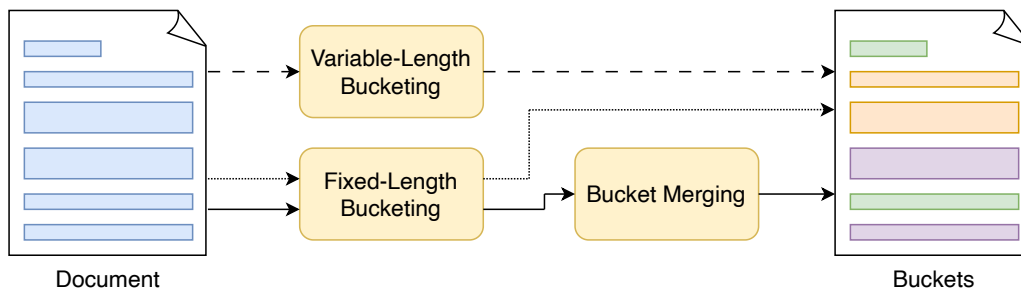 Variable-Length
Bucketing
Fixed-Length
Bucketing
Bucket Merging
Document
Buckets